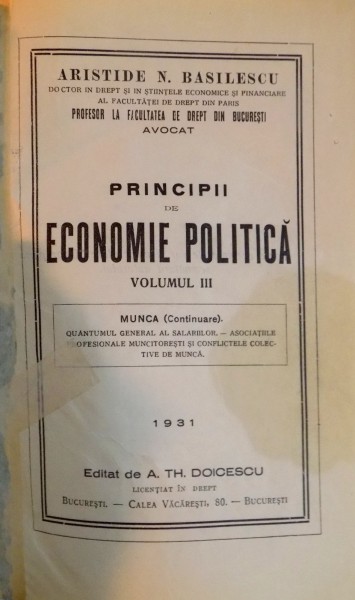 ARISTIDE N. BASILESCU
DOCTOR IN DREPT ȘI IN ȘTIINȚELE ECONOMICE ȘI FINANCIARE
AL FACULTĂȚEI DE DREPT DIN PARIS
PROFESOR LA FACULTATEA DE DREPT DIN BUCUREȘTI
AVOCAT
PRINCIPII
DE
ECONOMIE POLITICĂ
VOLUMUL III
MUNCA (Continuare).
QUANTUMUL GENERAL AL SALARIILOR. — ASOCIAȚIILE
PROFESIONALE MUNCITOREȘTI ȘI CONFLICTELE COLEC-
TIVE DE MUNCĂ.
1931
Editat de A. TH. DOICESCU
LICENȚIAT ÎN DREPT
BUCUREȘTI. — CALEA VĂCĂREȘTI, 80. — BUCUREȘTI